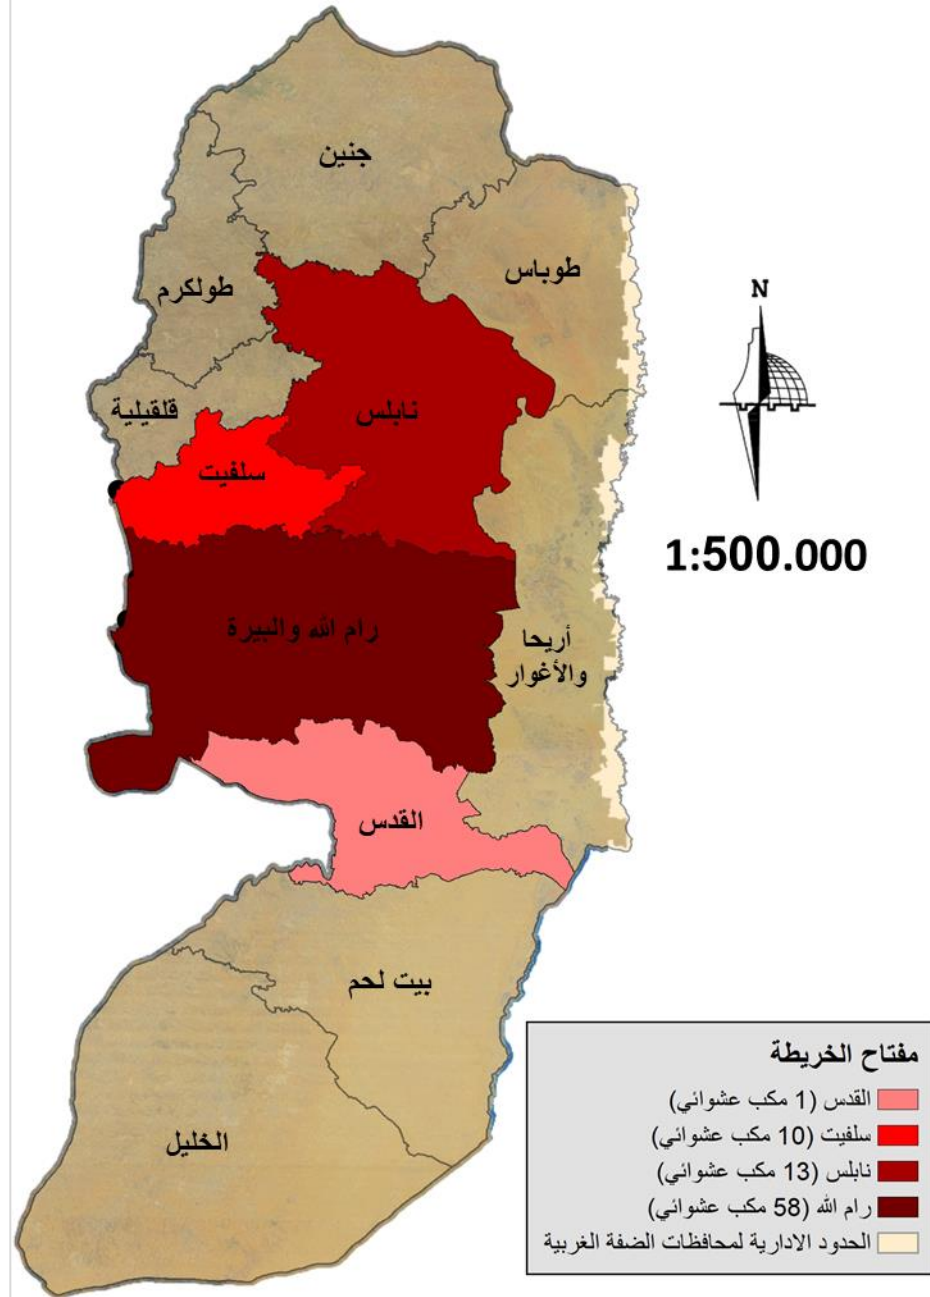 جنين
طوباس
طولكرم
N
نابلس
قلقيلية
سلفيت
1:500.000
رام الله والبيرة
أريحا
والأغوار
القدس
بيت لحم
الخليل
مفتاح الخريطة
القدس (1 مكب عشوائي)
سلفيت (10 مكب عشوائي)
نابلس (13 مكب عشوائي)
رام الله (58 مكب عشوائي)
الحدود الادارية لمحافظات الضفة الغربية